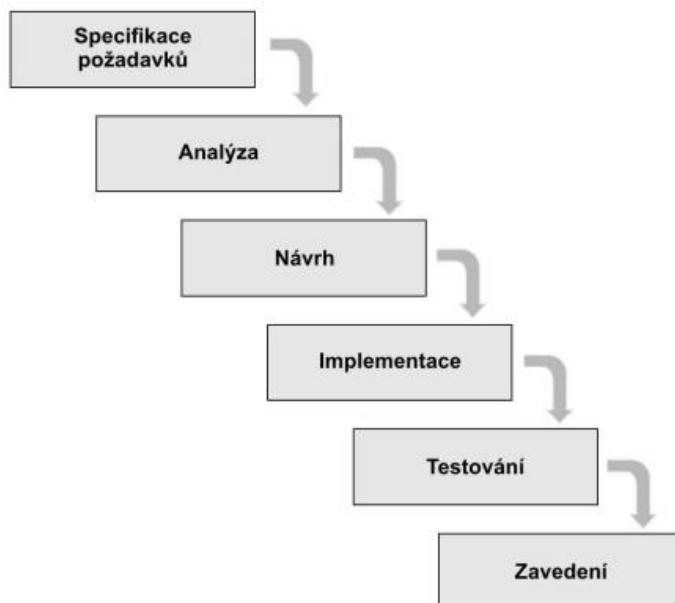 Specifikace
požadavků
Analýza
Návrh
Implementace
Testování
Zavedení